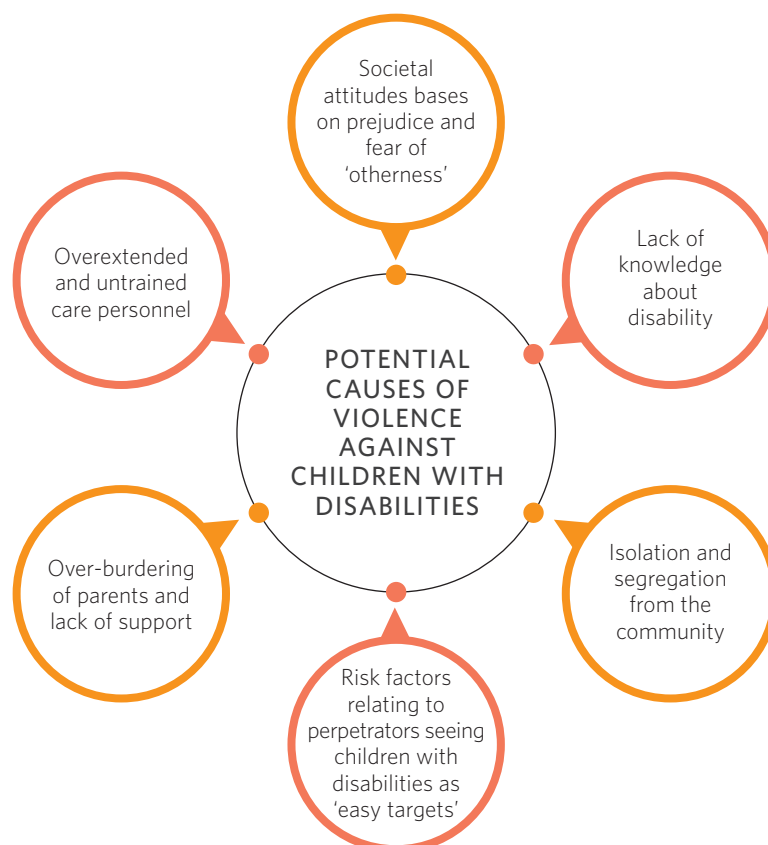 Societal
attitudes bases
on prejudice and
fear of
‘otherness’
Lack of
knowledge
about
disability
Isolation and
segregation
from the
community
Risk factors
relating to
perpetrators seeing
children with
disabilities as
‘easy targets’
Over-burdering
of parents and
lack of support
Overextended
and untrained
care personnel
POTENTIAL
CAUSES OF
VIOLENCE
AGAINST
CHILDREN WITH
DISABILITIES